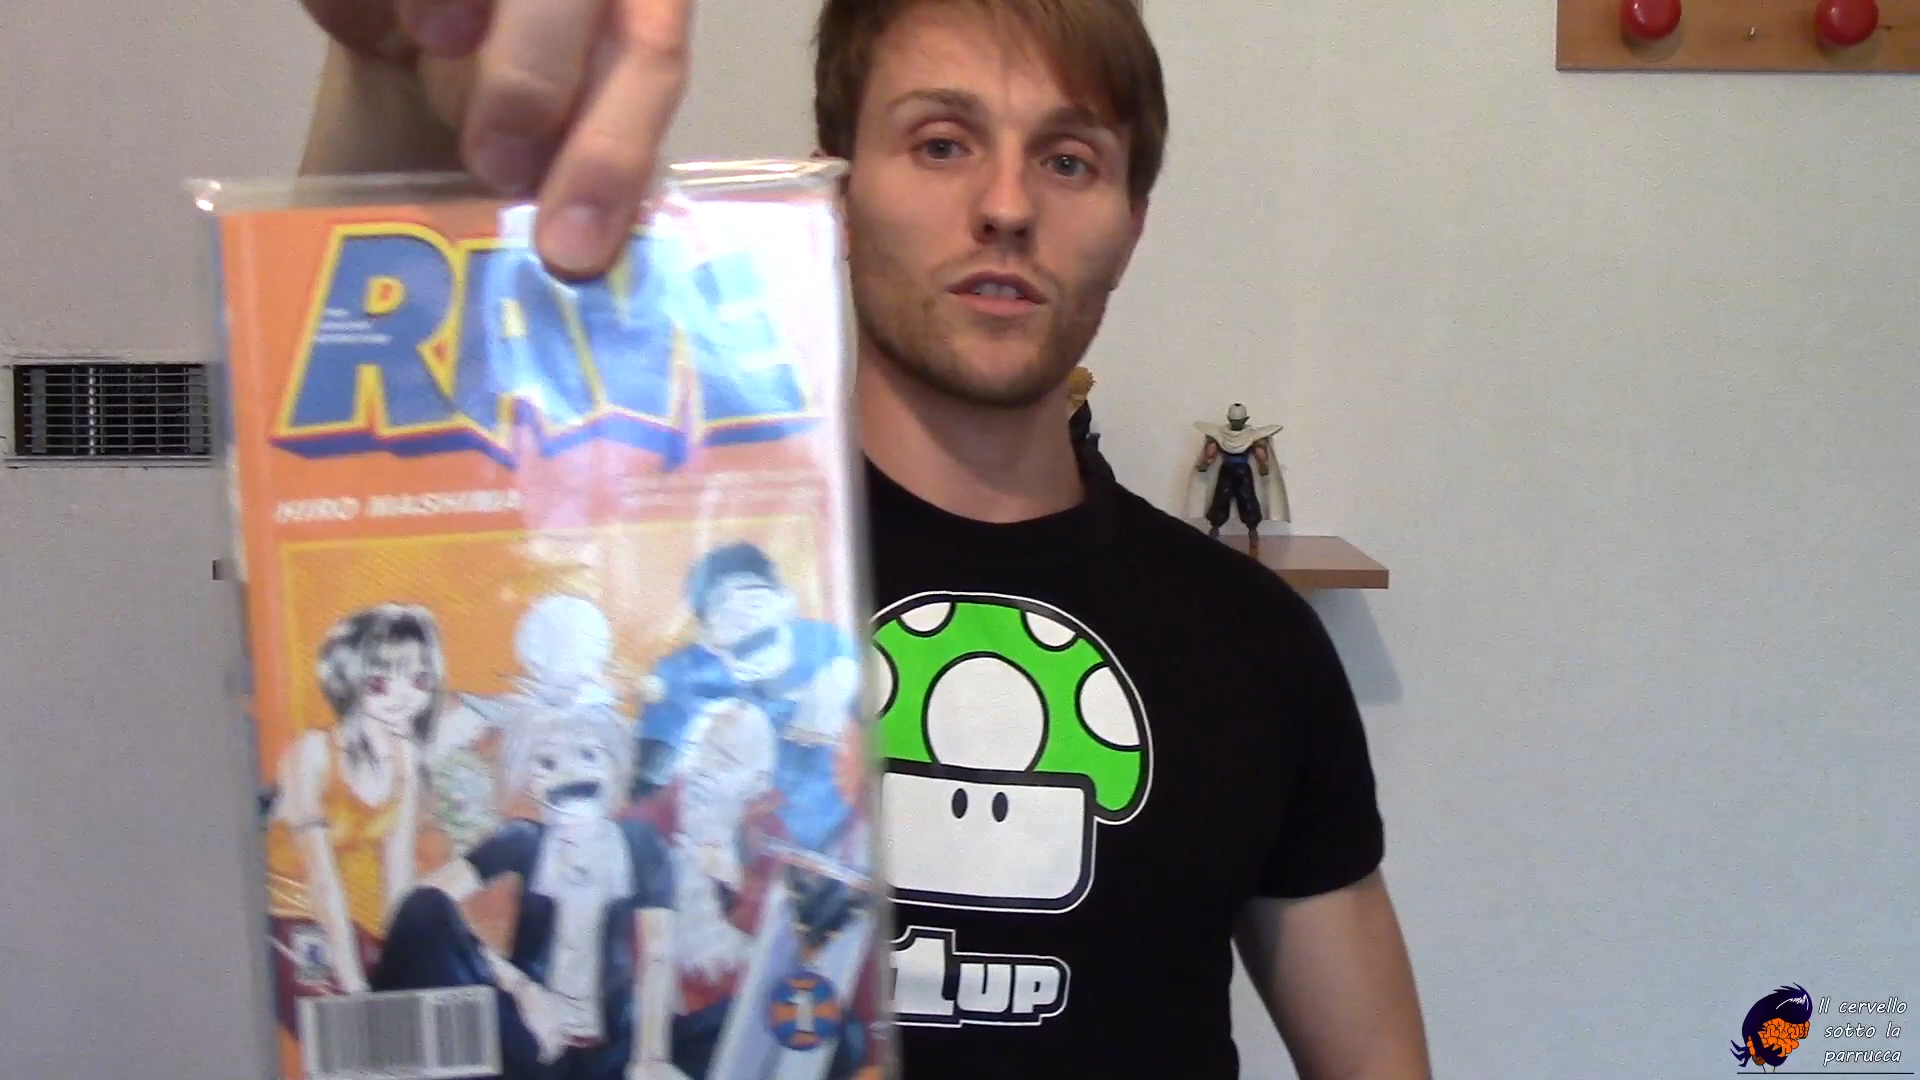 RAVE
HIRO MASHIMA
1
1UP
Il cervello
sotto la
parrucca